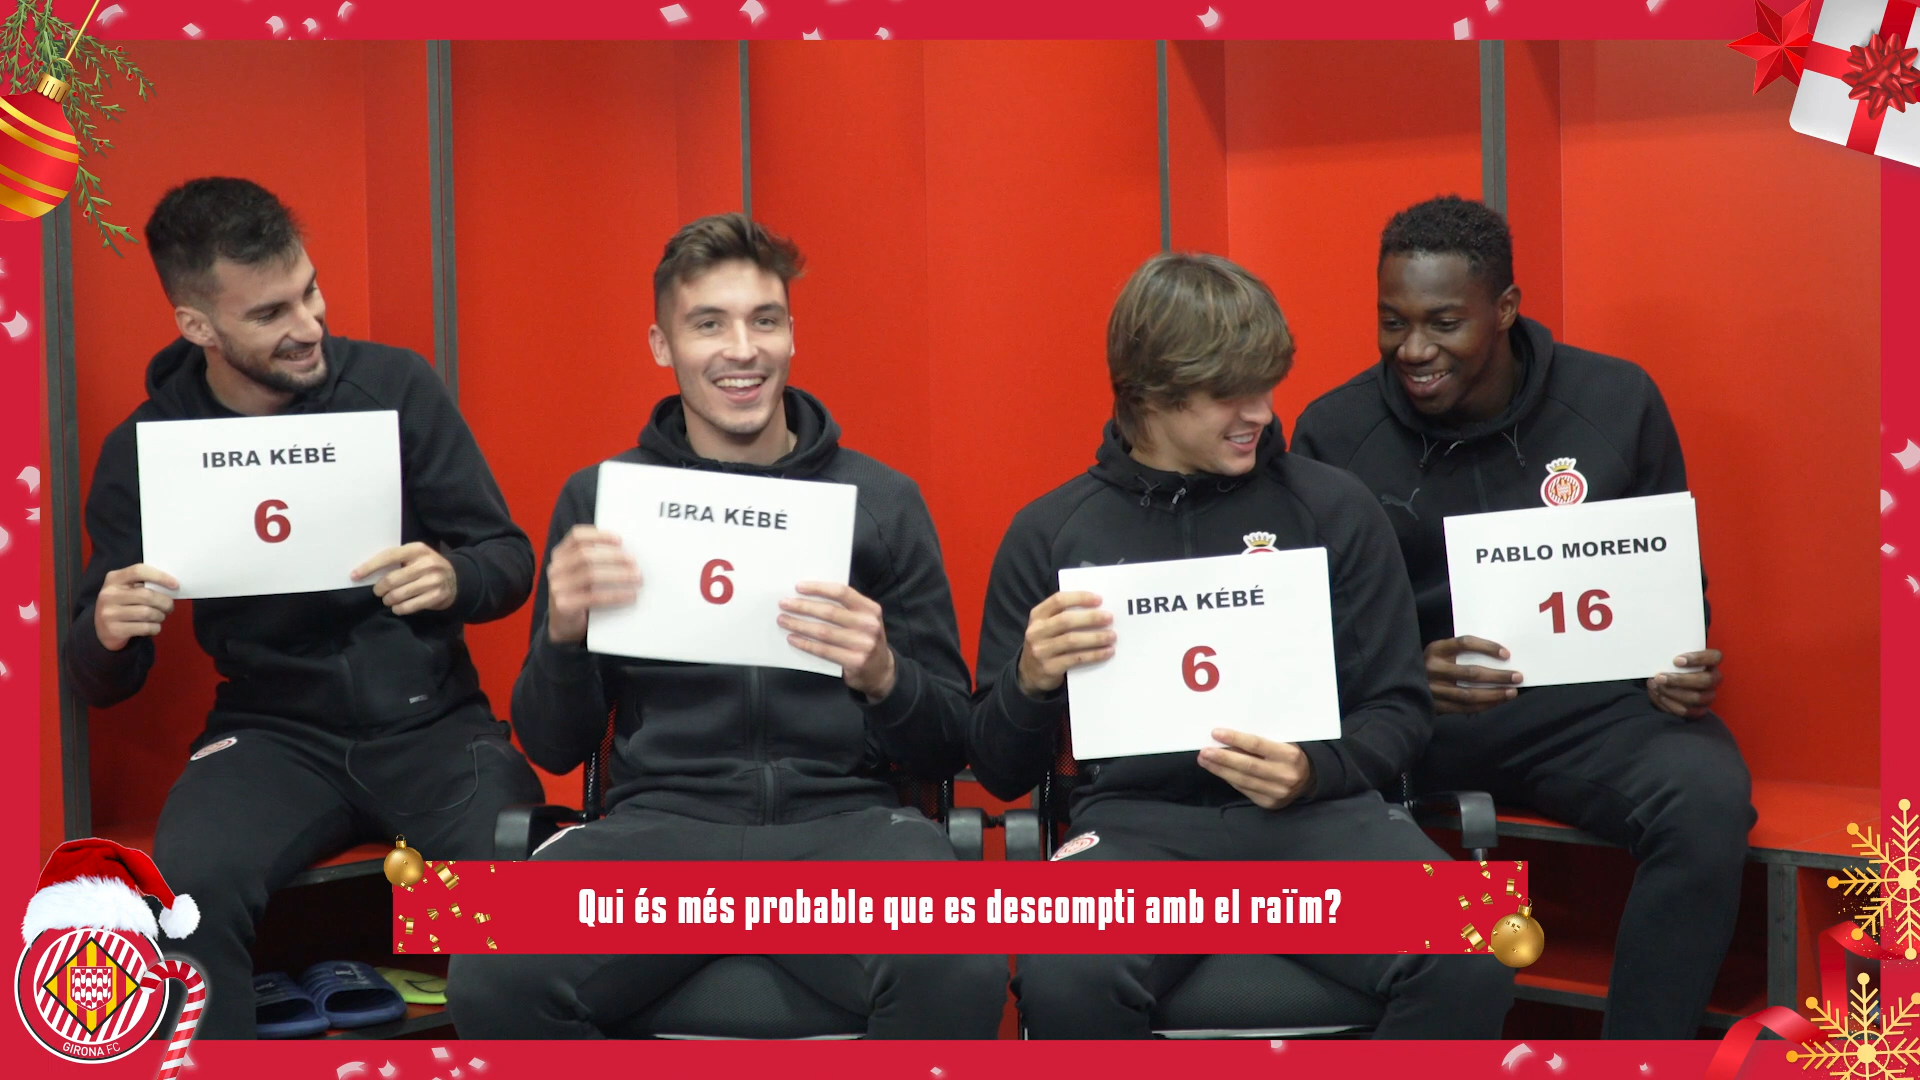 IBRA KÉBÉ
6
IBRA KÉBÉ
6
IBRA KÉBÉ
6
PABLO MORENO
16
Qui és més probable que es descompti amb el raïm?
GIRONA FC